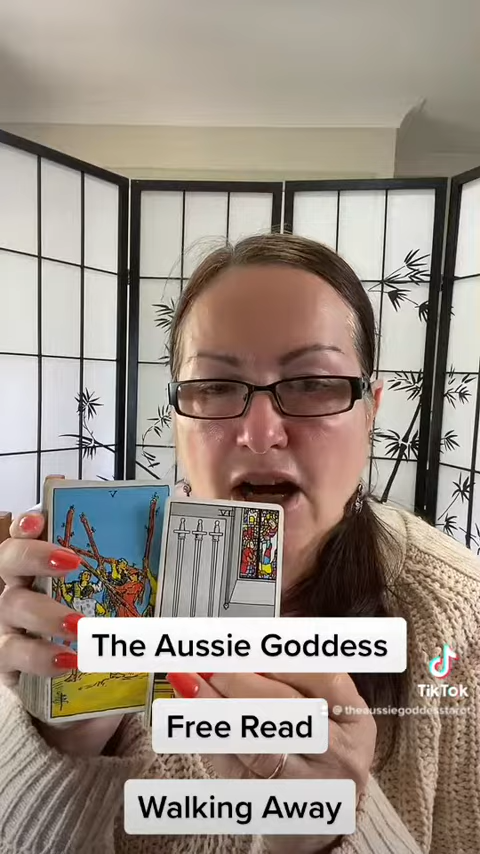 V
VI
The Aussie Goddess
TikTok
@theaussiegoddesstarot
Free Read
Walking Away